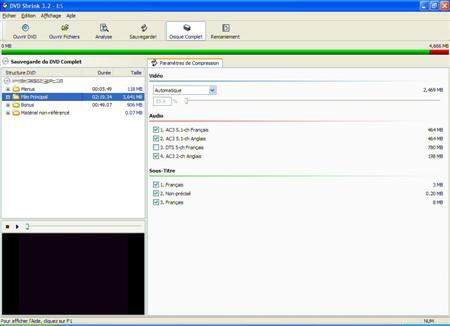 DVD Shrink 3.2 - I:\
Fichier Edition Affichage Aide
Ouvrir DVD Ouvrir Fichiers Analyse Sauvegarde! Disque Complet Remaniement
0 MB 4,666 MB
Sauvegarde du DVD Complet
Structure DVD Durée Taille
Menus 00:05.49 118 MB
Film Principal 02:19.34 3,641 MB
Bonus 00:49.07 906 MB
Matériel non-référencé 0.07 MB
Paramètres de Compression
Vidéo
Automatique 2,469 MB
%
Audio
1. AC3 5.1-ch Français 464 MB
2. AC3 5.1-ch Anglais 464 MB
3. DTS 5-ch Français 780 MB
4. AC3 2-ch Anglais 198 MB
Sous-Titre
1. Français 3 MB
2. Non-précisé 0.20 MB
3. Français 8 MB
Pour afficher l'Aide, cliquez sur F1 NUM